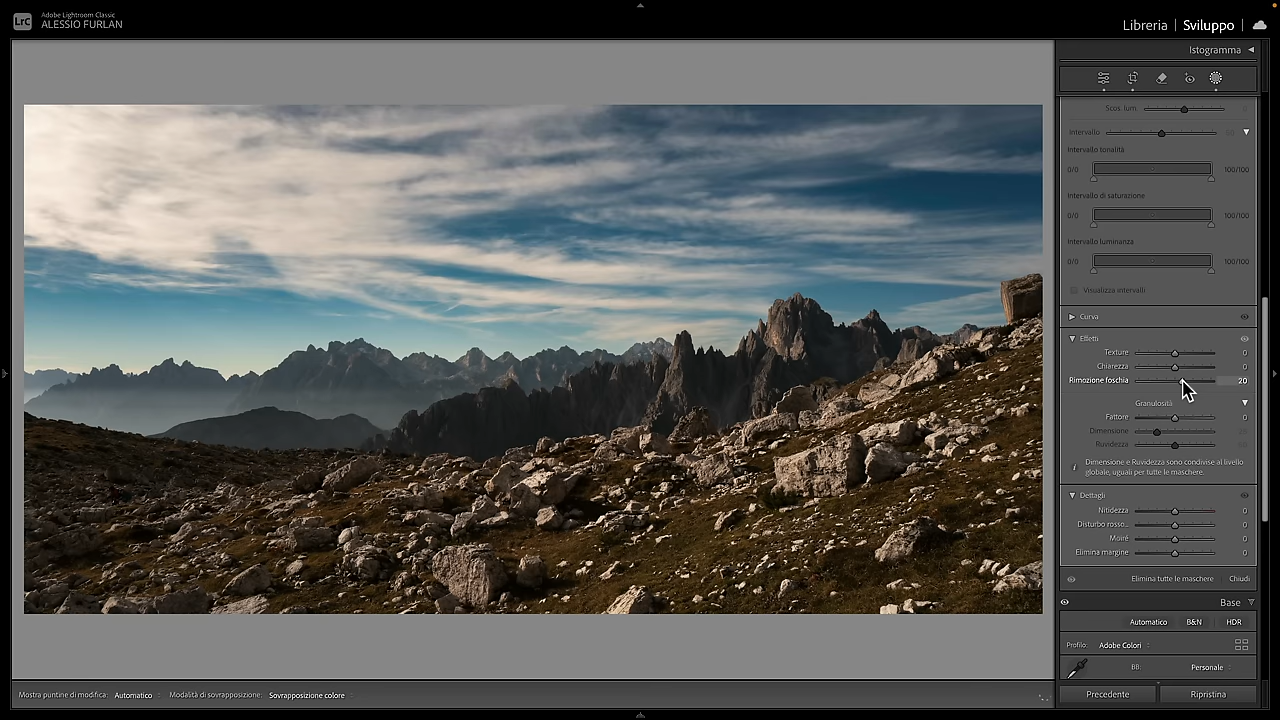 LrC
Adobe Lightroom Classic
ALESSIO FURLAN
Libreria | Sviluppo
Istogramma
Scos. lum.
Intervallo
Intervallo tonalità
0/0 100/100
Intervallo di saturazione
0/0 100/100
Intervallo luminanza
0/0 100/100
Visualizza intervalli
Curva
Effetti
Texture 0
Chiarezza 0
Rimozione foschia 20
Granulosità
Fattore 0
Dimensione
Ruvidezza
Dimensione e Ruvidezza sono condivise al livello
globale, uguali per tutte le maschere.
Dettagli
Nitidezza 0
Disturbo rosso... 0
Moiré 0
Elimina margine 0
Elimina tutte le maschere Chiudi
Base
Automatico B&N HDR
Profilo: Adobe Colori
BB: Personale
Mostra puntine di modifica: Automatico Modalità di sovrapposizione: Sovrapposizione colore
Precedente Ripristina